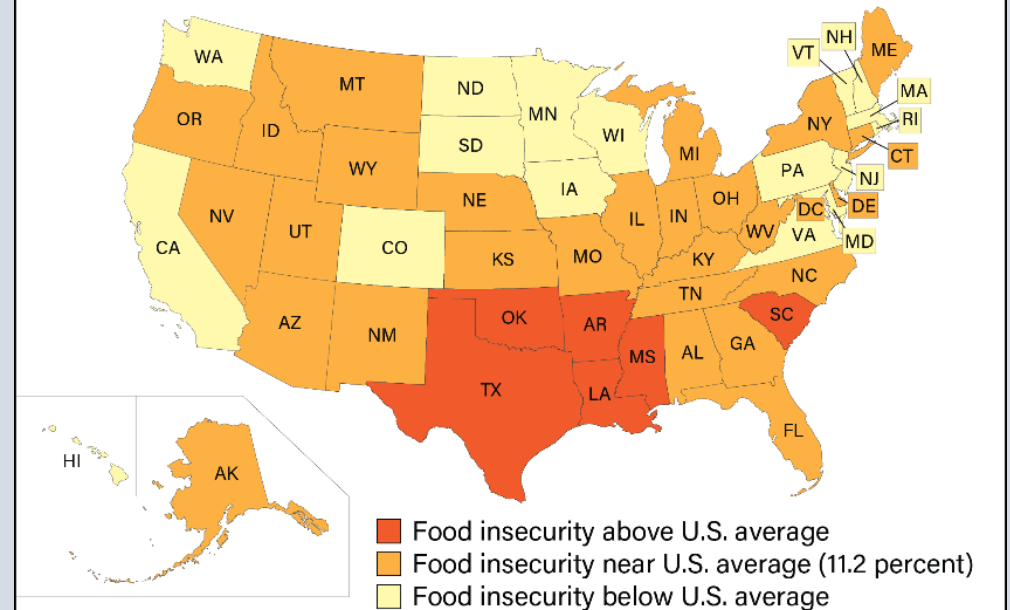 WA
MT
ND
MN
VT
NH
ME
OR
ID
SD
WI
NY
MA
RI
CT
WY
MI
PA
NJ
IA
NE
NV
UT
CO
IL
IN
OH
WV
DC
DE
VA
MD
CA
KS
MO
KY
NC
AZ
NM
OK
AR
TN
SC
MS
AL
GA
TX
LA
FL
HI
AK
Food insecurity above U.S. average
Food insecurity near U.S. average (11.2 percent)
Food insecurity below U.S. average